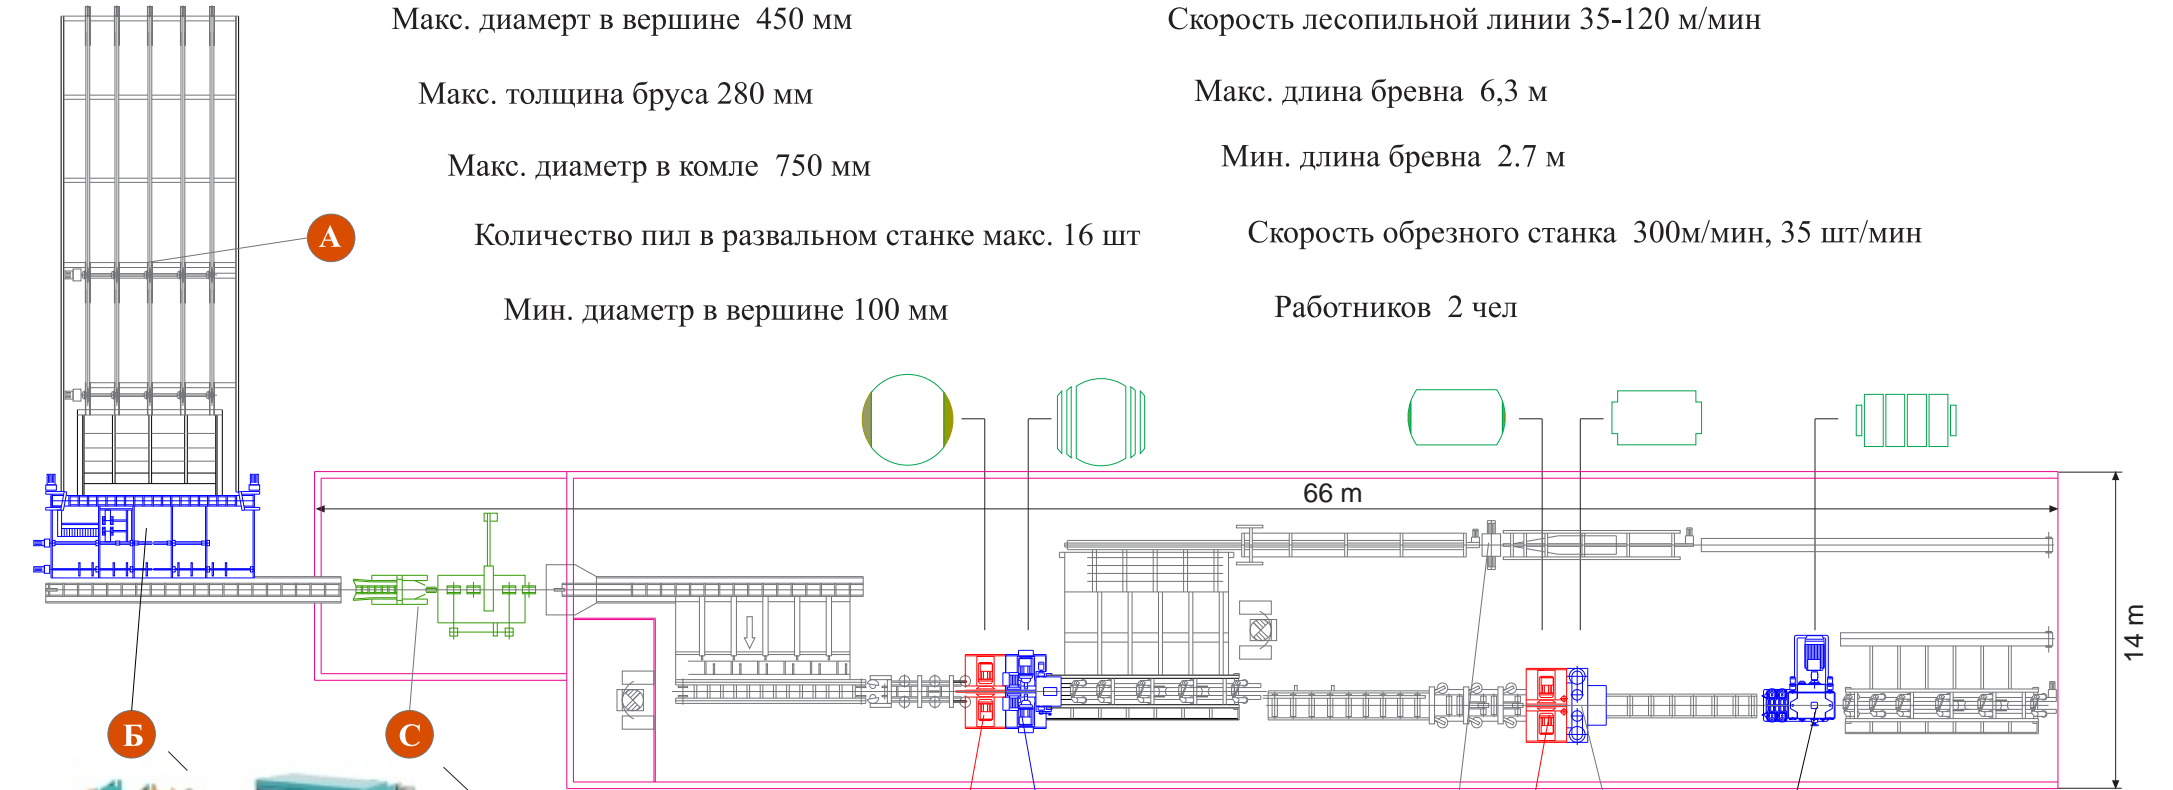 Макс. диамерт в вершине 450 мм
Скорость лесопильной линии 35-120 м/мин
Макс. толщина бруса 280 мм
Макс. длина бревна 6,3 м
Макс. диаметр в комле 750 мм
Мин. длина бревна 2.7 м
Количество пил в развальном станке макс. 16 шт
Скорость обрезного станка 300м/мин, 35 шт/мин
Мин. диаметр в вершине 100 мм
Работников 2 чел
А
66 m
14 m
Б
С